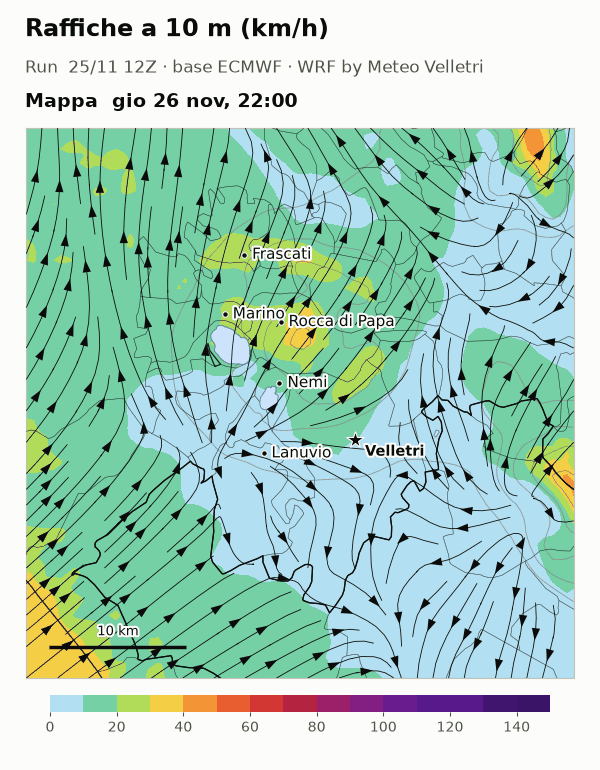 Raffiche a 10 m (km/h)
Run  25/11 12Z · base ECMWF · WRF by Meteo Velletri
Mappa  gio 26 nov, 22:00
Frascati
Marino
Rocca di Papa
Nemi
Velletri
Lanuvio
10 km
0 20 40 60 80 100 120 140